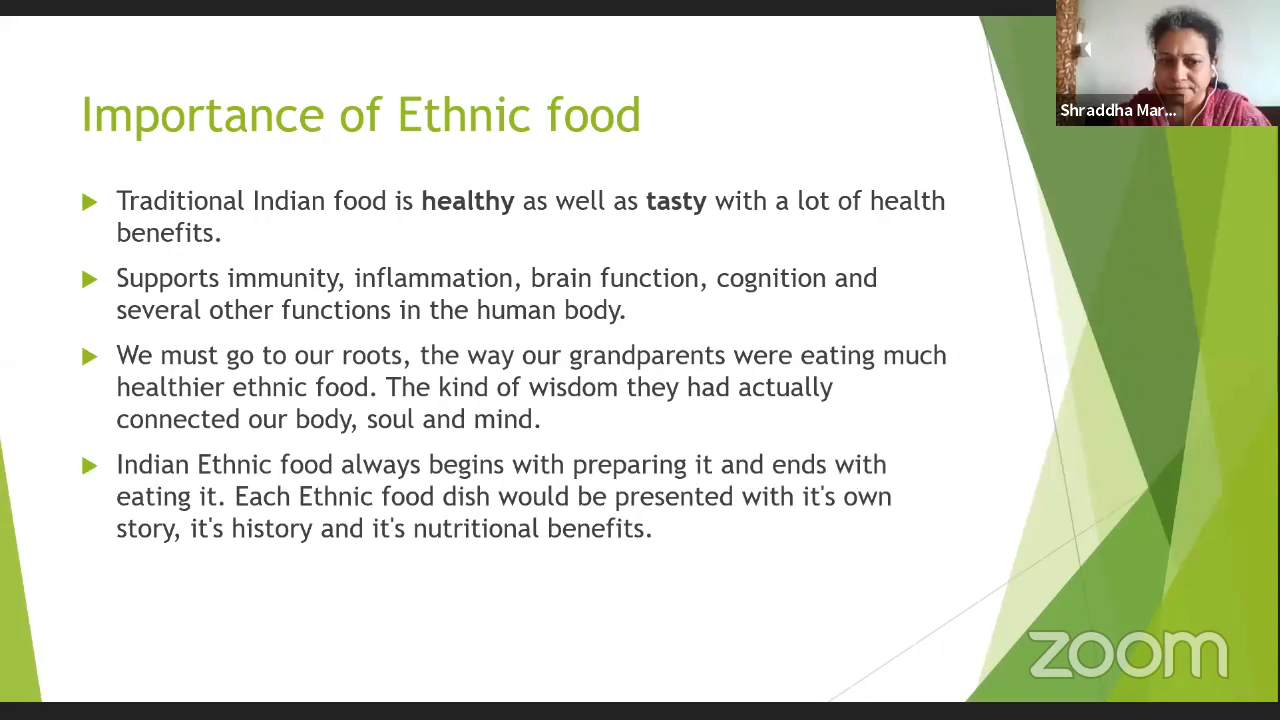 Importance of Ethnic food
Traditional Indian food is healthy as well as tasty with a lot of health
benefits.
Supports immunity, inflammation, brain function, cognition and
several other functions in the human body.
We must go to our roots, the way our grandparents were eating much
healthier ethnic food. The kind of wisdom they had actually
connected our body, soul and mind.
Indian Ethnic food always begins with preparing it and ends with
eating it. Each Ethnic food dish would be presented with it's own
story, it's history and it's nutritional benefits.
Shraddha Mar...
zoom